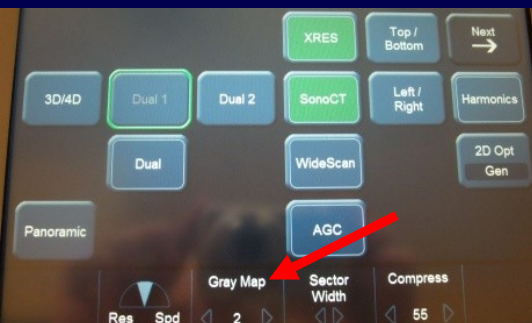 XRES
Top / Bottom
Next
3D/4D
Dual 1
Dual 2
SonoCT
Left / Right
Harmonics
Dual
WideScan
2D Opt
Gen
Panoramic
AGC
Res Spd
Gray Map
2
Sector Width
Compress
55